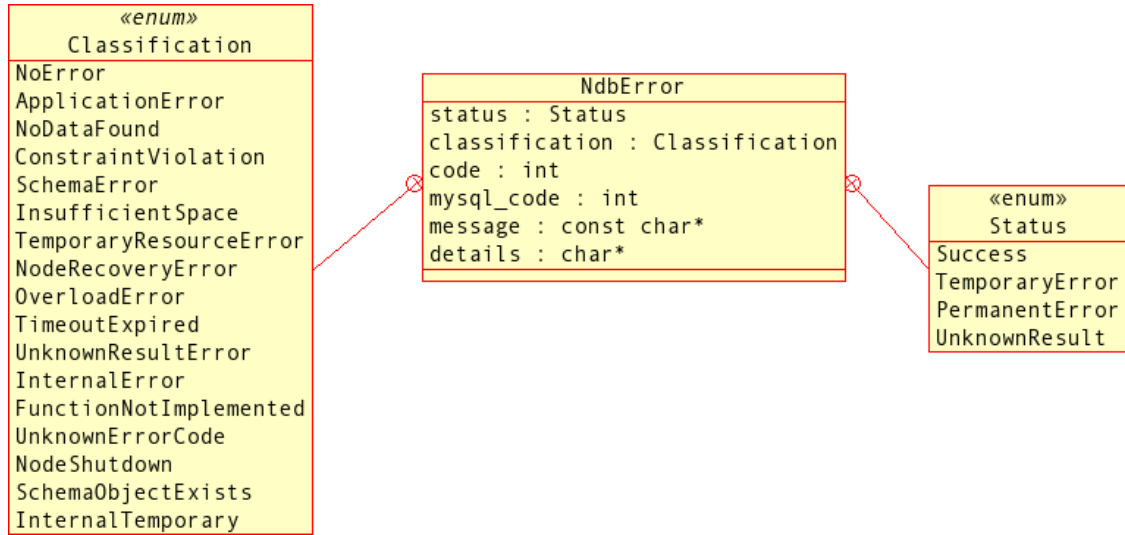 «enum»
Classification
NoError
ApplicationError
NoDataFound
ConstraintViolation
SchemaError
InsufficientSpace
TemporaryResourceError
NodeRecoveryError
OverloadError
TimeoutExpired
UnknownResultError
InternalError
FunctionNotImplemented
UnknownErrorCode
NodeShutdown
SchemaObjectExists
InternalTemporary
NdbError
status : Status
classification : Classification
code : int
mysql_code : int
message : const char*
details : char*
«enum»
Status
Success
TemporaryError
PermanentError
UnknownResult